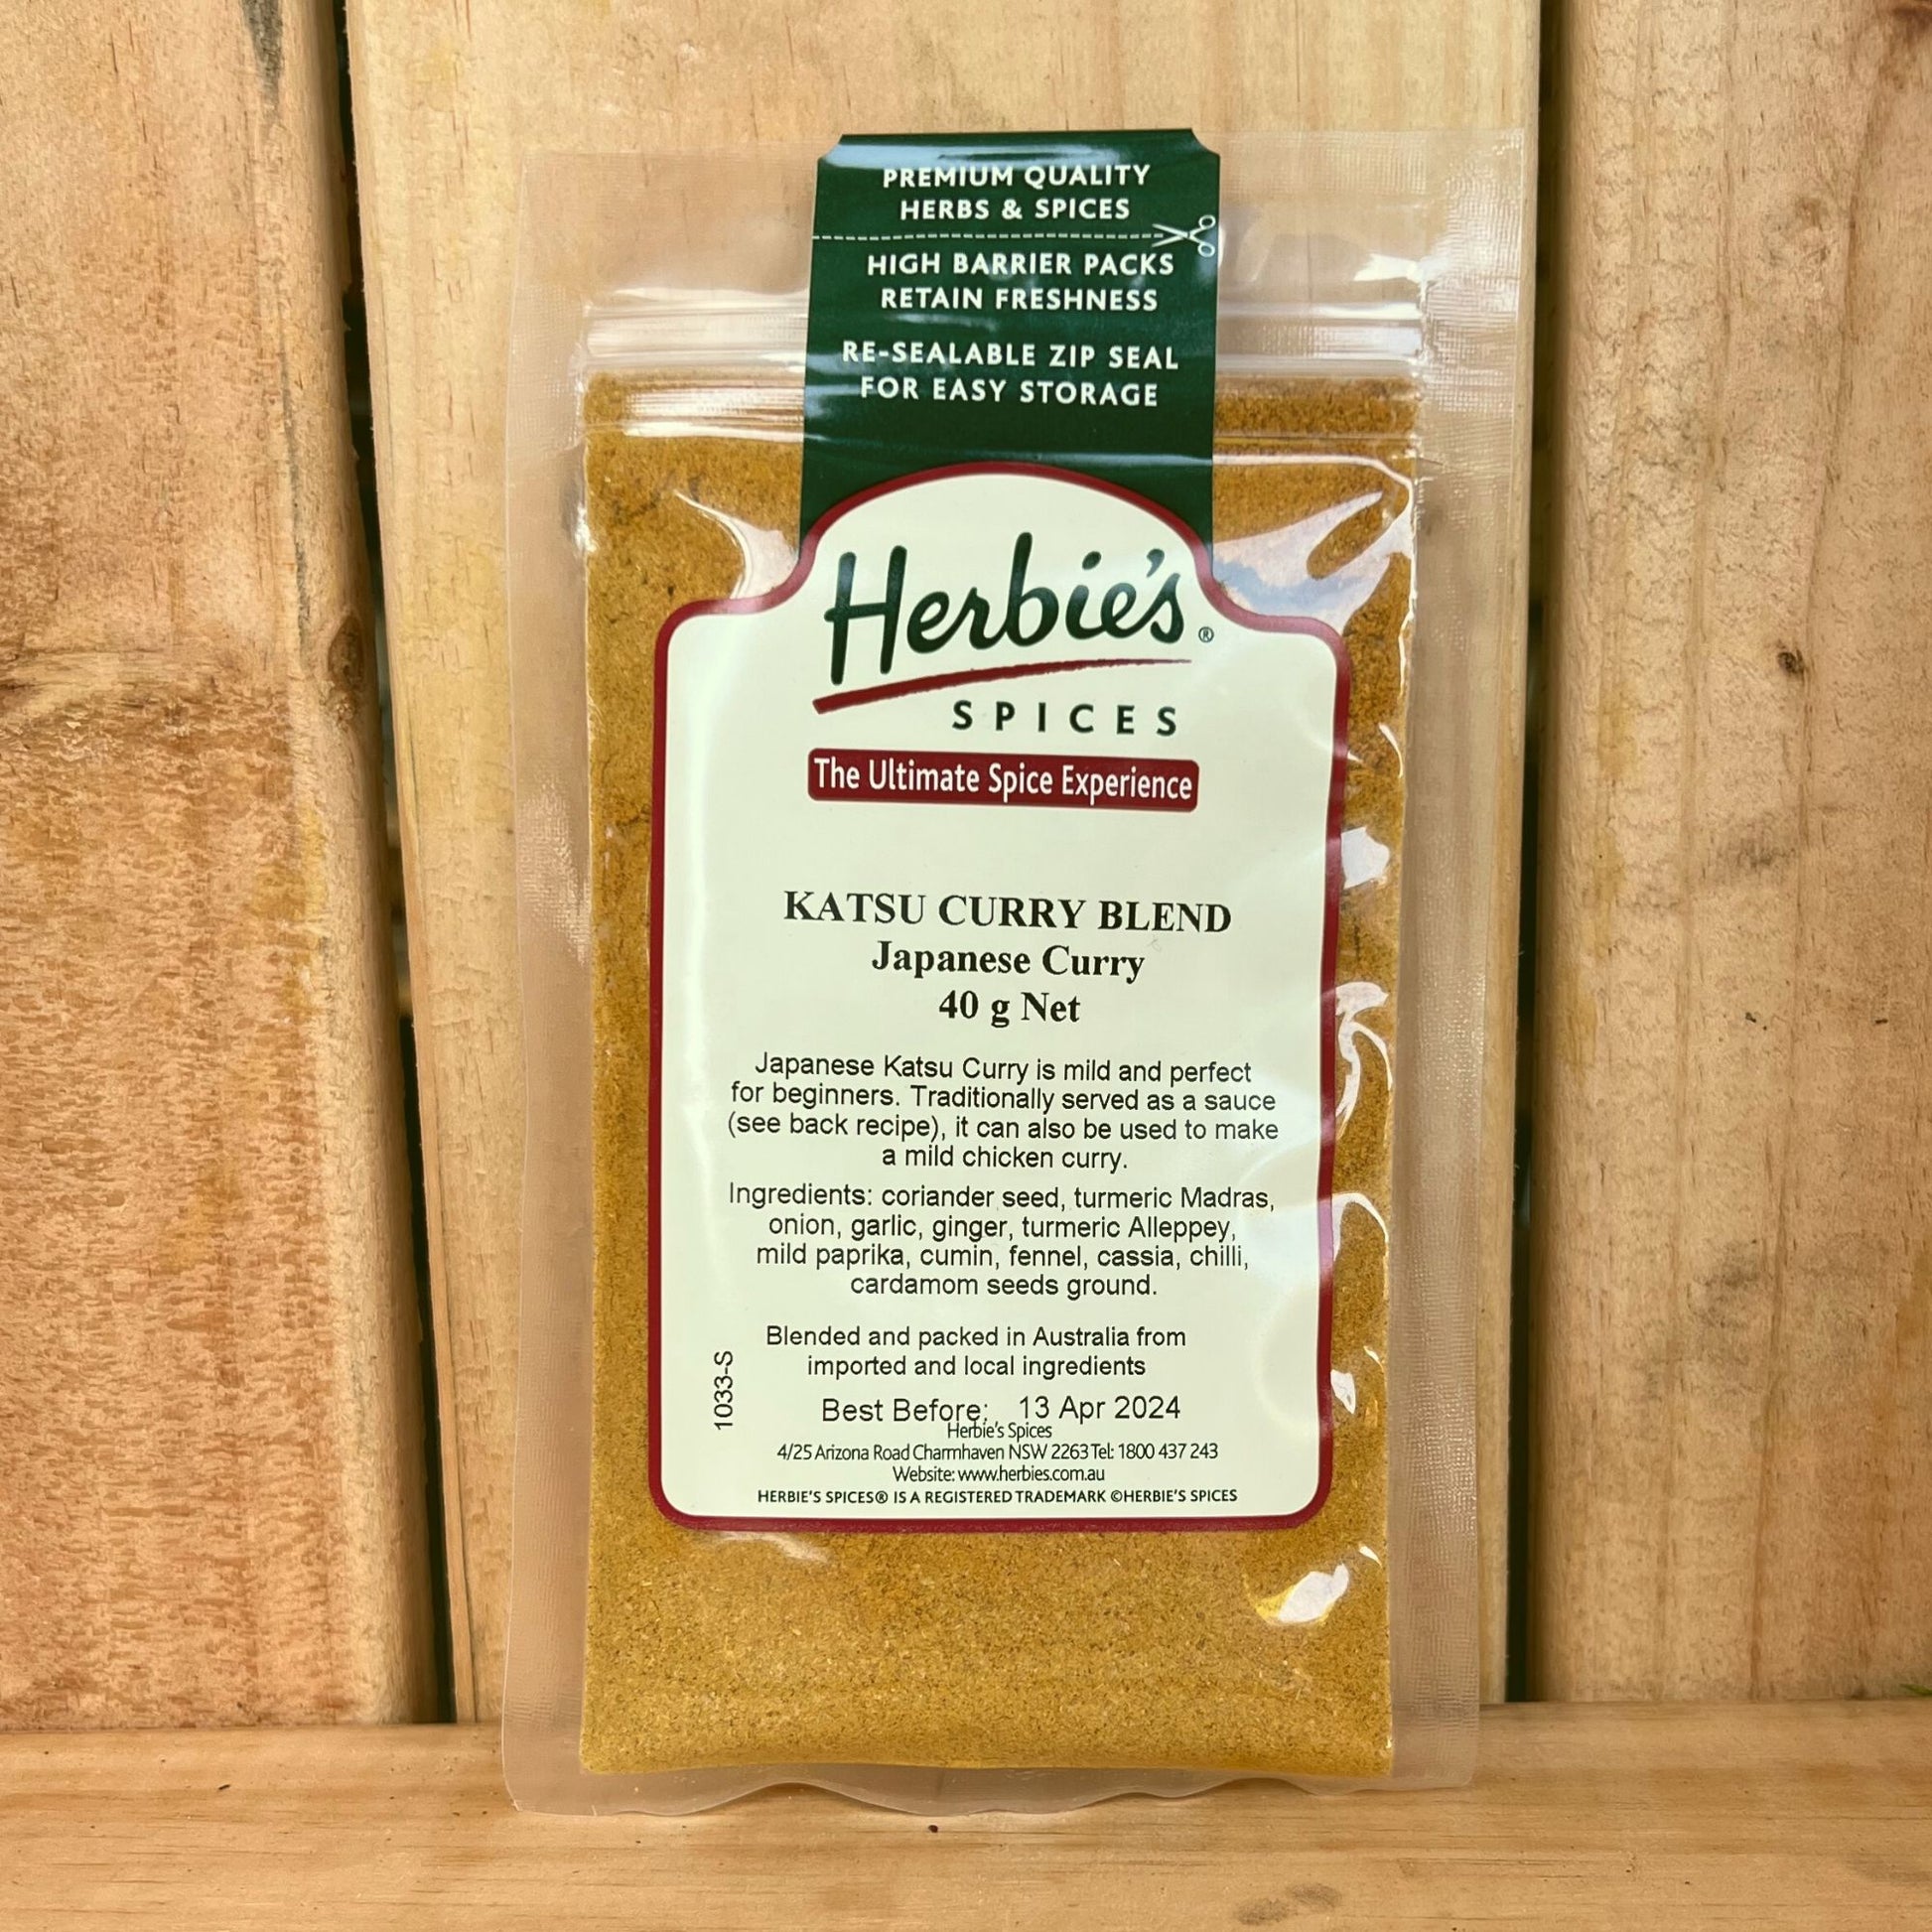 PREMIUM QUALITY
HERBS & SPICES
HIGH BARRIER PACKS
RETAIN FRESHNESS
RE-SEALABLE ZIP SEAL
FOR EASY STORAGE
Herbie's®
SPICES
The Ultimate Spice Experience
KATSU CURRY BLEND
Japanese Curry
40 g Net
Japanese Katsu Curry is mild and perfect
for beginners. Traditionally served as a sauce
(see back recipe), it can also be used to make
a mild chicken curry.
Ingredients: coriander seed, turmeric Madras,
onion, garlic, ginger, turmeric Alleppey,
mild paprika, cumin, fennel, cassia, chilli,
cardamom seeds ground.
Blended and packed in Australia from
imported and local ingredients
1033-S
Best Before: 13 Apr 2024
Herbie's Spices
4/25 Arizona Road Charmhaven NSW 2263 Tel: 1800 437 243
Website: www.herbies.com.au
HERBIE'S SPICES® IS A REGISTERED TRADEMARK ©HERBIE'S SPICES